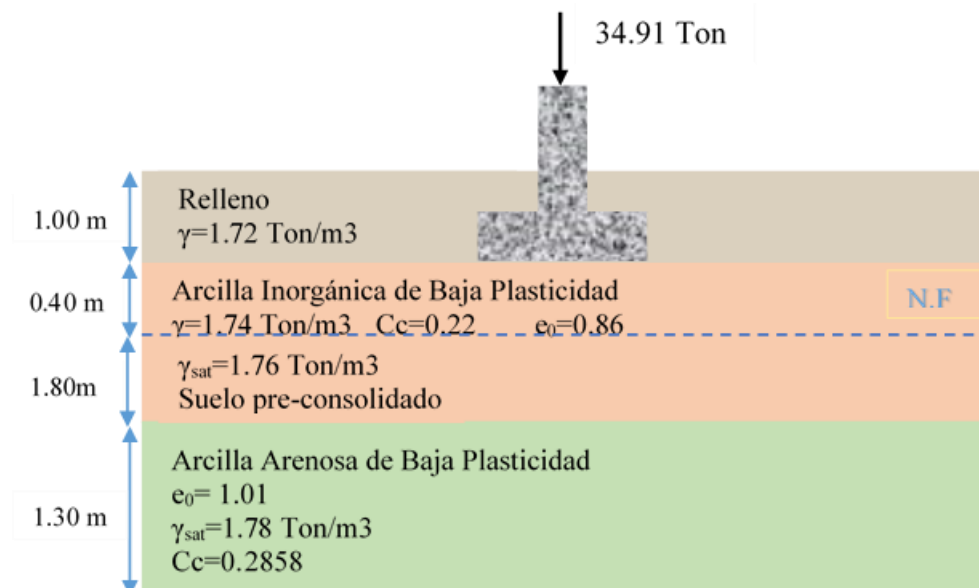 34.91 Ton
1.00 m
Relleno
γ=1.72 Ton/m3
0.40 m
Arcilla Inorgánica de Baja Plasticidad
γ=1.74 Ton/m3 Cc=0.22 e₀=0.86
N.F
1.80m
γsat=1.76 Ton/m3
Suelo pre-consolidado
1.30 m
Arcilla Arenosa de Baja Plasticidad
e₀= 1.01
γsat=1.78 Ton/m3
Cc=0.2858